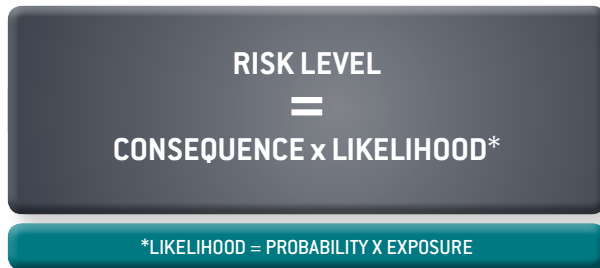 RISK LEVEL
=
CONSEQUENCE x LIKELIHOOD*
*LIKELIHOOD = PROBABILITY X EXPOSURE